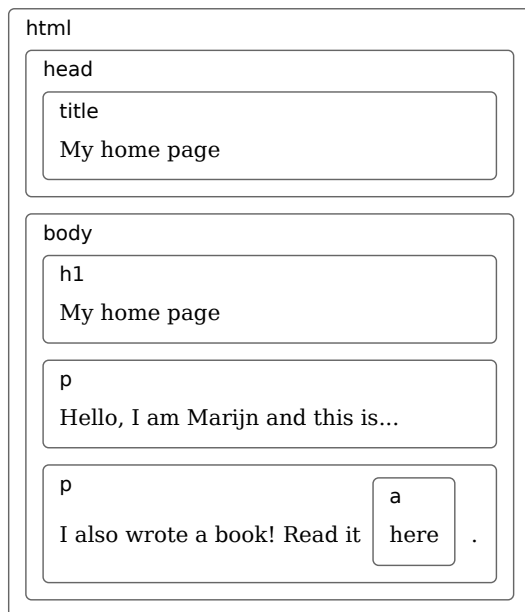 html
head
title
My home page
body
h1
My home page
p
Hello, I am Marijn and this is...
p
a
I also wrote a book! Read it here .